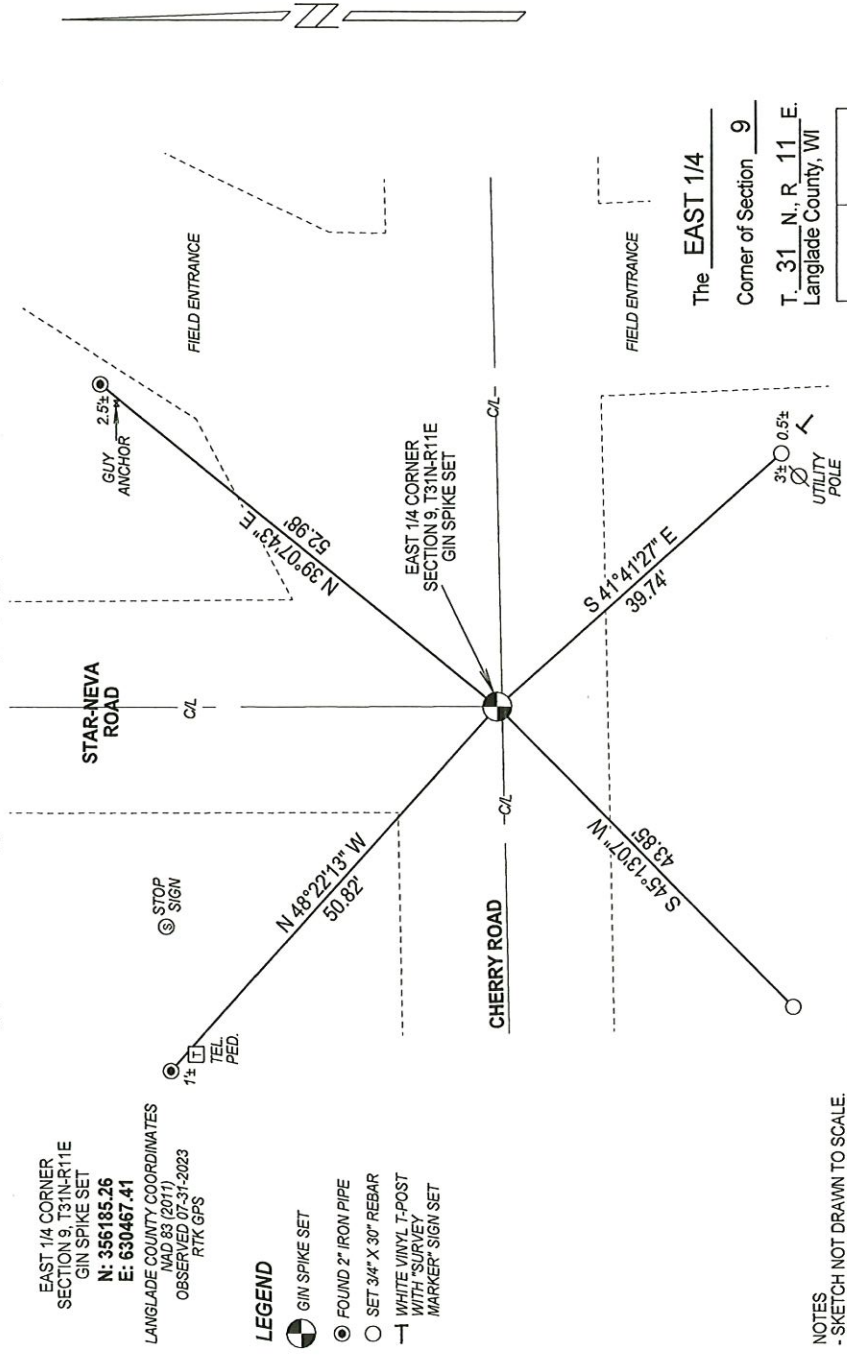 EAST 1/4 CORNER
SECTION 9, T31N-R11E
GIN SPIKE SET
N: 356185.26
E: 630467.41
LANGLADE COUNTY COORDINATES
NAD 83 (2011)
OBSERVED 07-31-2023
RTK GPS
LEGEND
GIN SPIKE SET
FOUND 2" IRON PIPE
SET 3/4" X 30" REBAR
WHITE VINYL T-POST
WITH "SURVEY
MARKER" SIGN SET
NOTES
- SKETCH NOT DRAWN TO SCALE.
1'±
T
TEL.
PED.
S
STOP
SIGN
N 48°22'13" W
50.82'
STAR-NEVA
ROAD
C/L
N 39°07'43" E
52.98'
2.5'±
GUY
ANCHOR
FIELD ENTRANCE
EAST 1/4 CORNER
SECTION 9, T31N-R11E
GIN SPIKE SET
C/L
C/L
CHERRY ROAD
S 45°13'07" W
43.85'
S 41°41'27" E
39.74'
3'±
0.5'±
UTILITY
POLE
FIELD ENTRANCE
N
The EAST 1/4
Corner of Section 9
T. 31 N., R 11 E.
Langlade County, WI